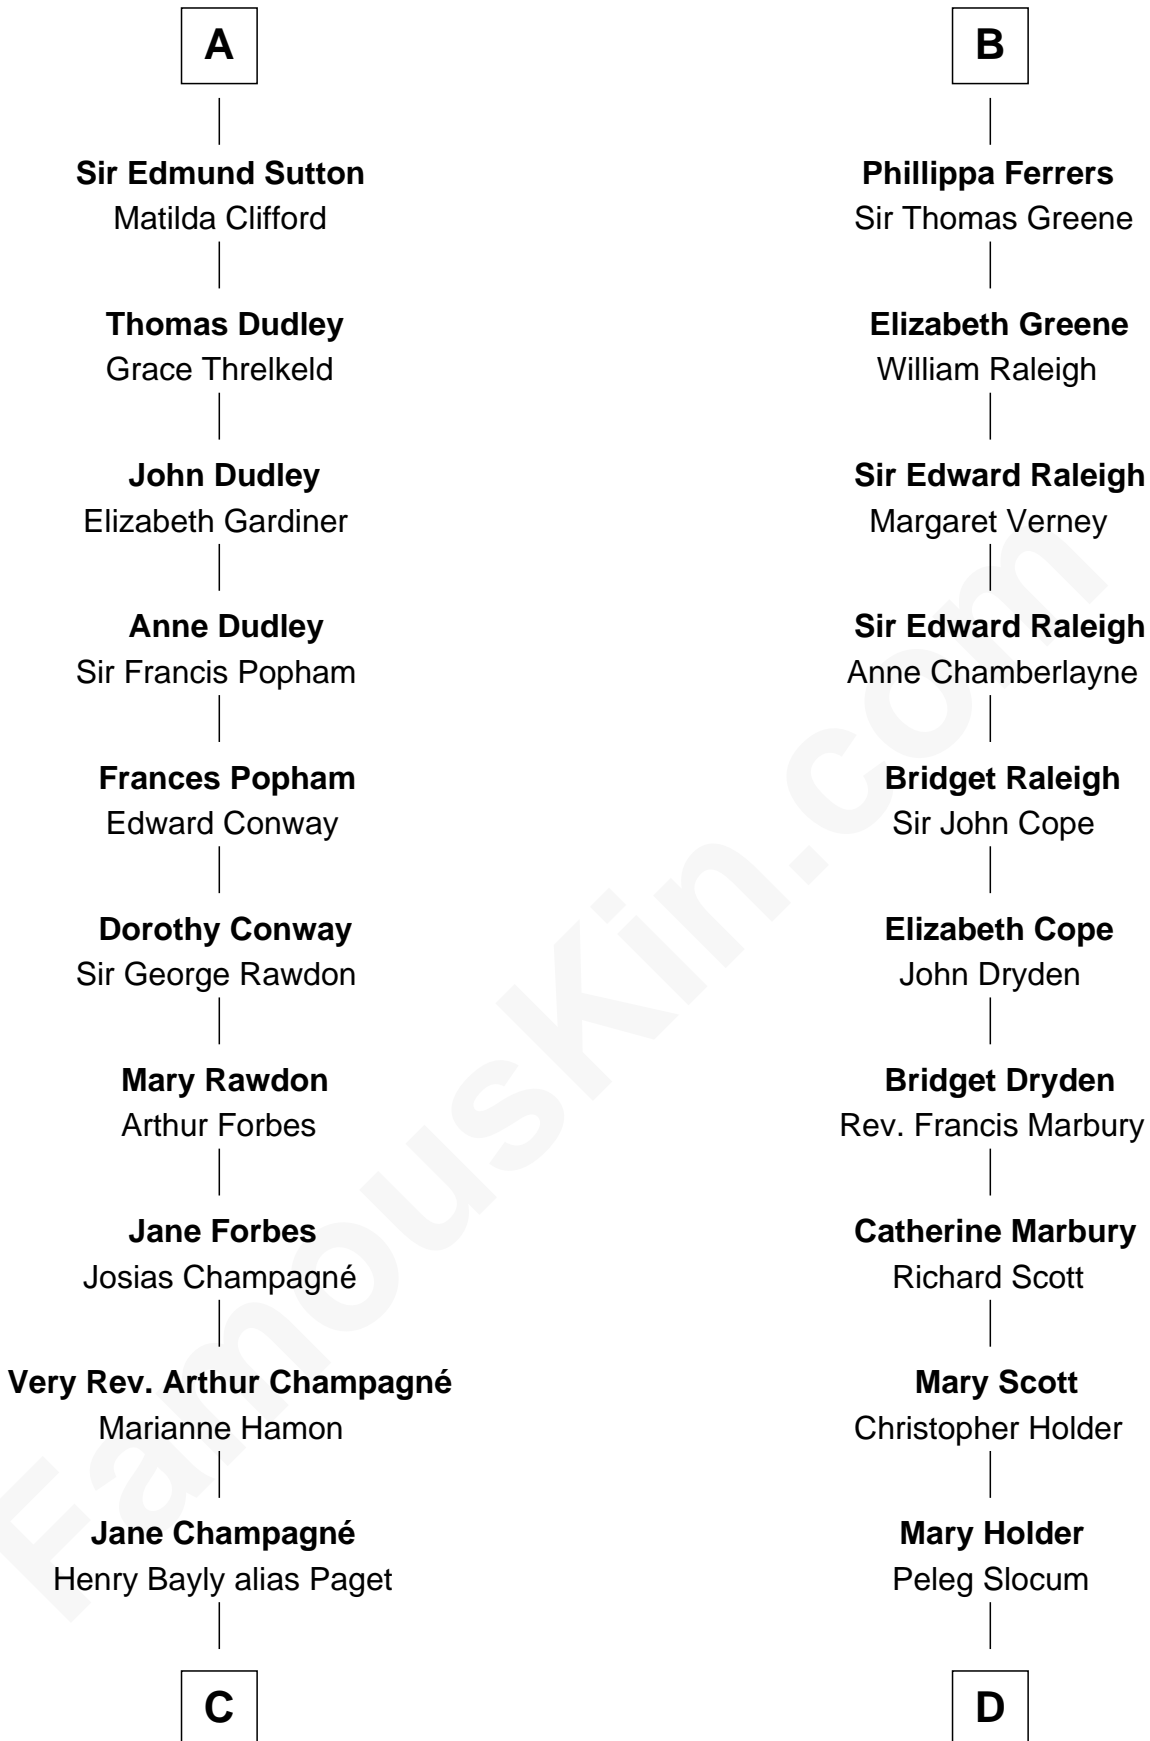 A
Sir Edmund Sutton
Matilda Clifford
Thomas Dudley
Grace Threlkeld
John Dudley
Elizabeth Gardiner
Anne Dudley
Sir Francis Popham
Frances Popham
Edward Conway
Dorothy Conway
Sir George Rawdon
Mary Rawdon
Arthur Forbes
Jane Forbes
Josias Champagné
Very Rev. Arthur Champagné
Marianne Hamon
Jane Champagné
Henry Bayly alias Paget
C
B
Phillippa Ferrers
Sir Thomas Greene
Elizabeth Greene
William Raleigh
Sir Edward Raleigh
Margaret Verney
Sir Edward Raleigh
Anne Chamberlayne
Bridget Raleigh
Sir John Cope
Elizabeth Cope
John Dryden
Bridget Dryden
Rev. Francis Marbury
Catherine Marbury
Richard Scott
Mary Scott
Christopher Holder
Mary Holder
Peleg Slocum
D
FamousKin.com